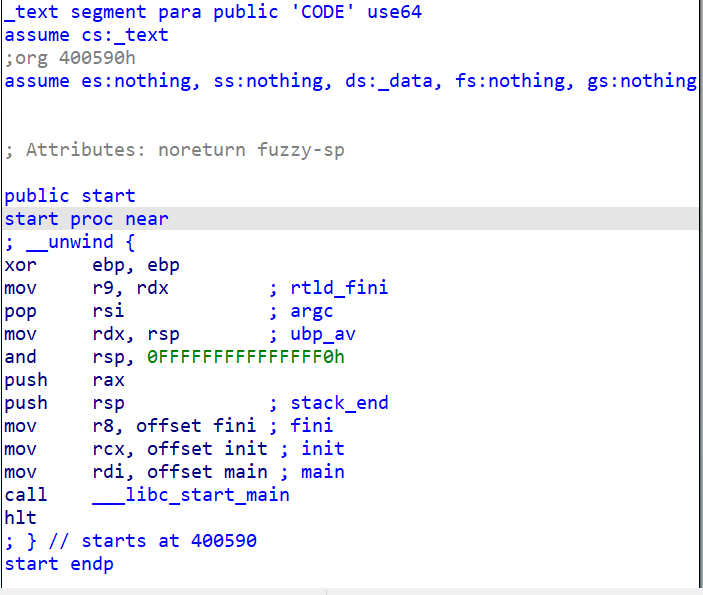 _text segment para public 'CODE' use64
assume cs:_text
;org 400590h
assume es:nothing, ss:nothing, ds:_data, fs:nothing, gs:nothing
; Attributes: noreturn fuzzy-sp
public start
start proc near
; __unwind {
xor ebp, ebp
mov r9, rdx ; rtld_fini
pop rsi ; argc
mov rdx, rsp ; ubp_av
and rsp, 0FFFFFFFFFFFFFFF0h
push rax
push rsp ; stack_end
mov r8, offset fini ; fini
mov rcx, offset init ; init
mov rdi, offset main ; main
call ___libc_start_main
hlt
; } // starts at 400590
start endp